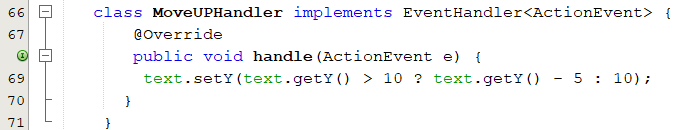 66 class MoveUPHandler implements EventHandler<ActionEvent> {
67 @Override
public void handle(ActionEvent e) {
69 text.setY(text.getY() > 10 ? text.getY() - 5 : 10);
70 }
71 }